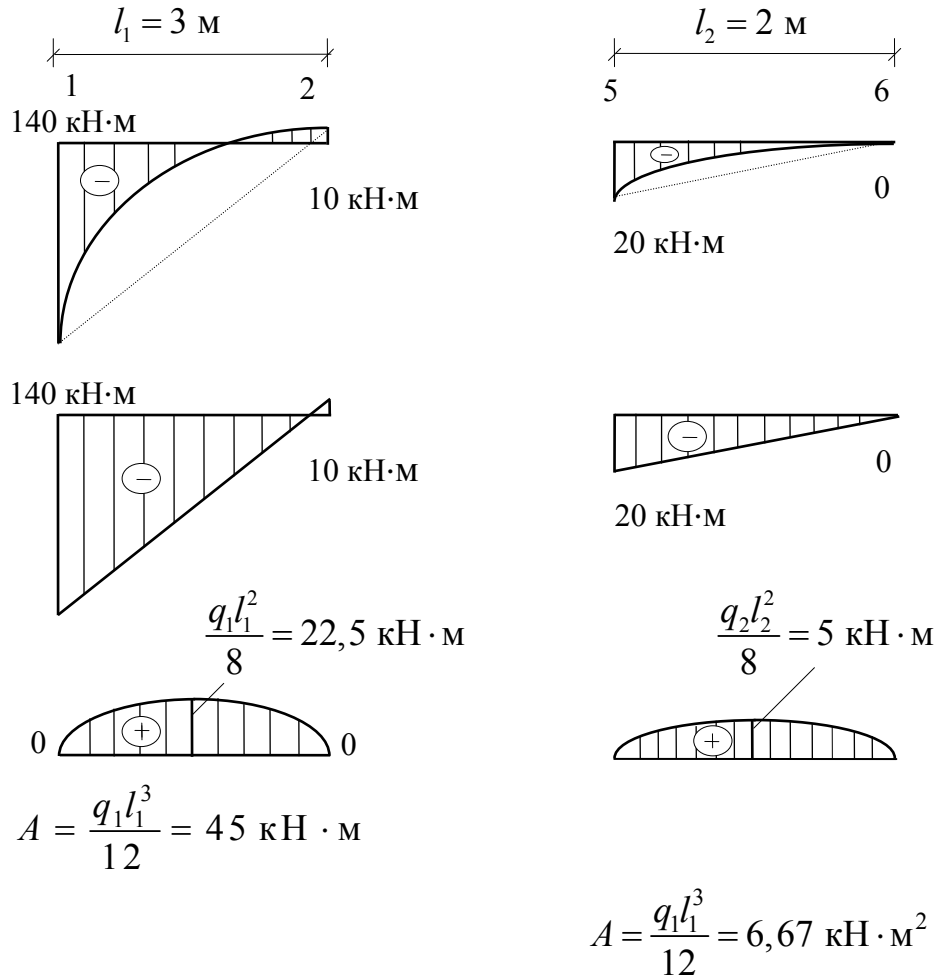 l₁ = 3 м
l₂ = 2 м
1 2
5 6
140 кН·м
10 кН·м
0
20 кН·м
140 кН·м
10 кН·м
0
20 кН·м
q₁l₁²/8 = 22,5 кН · м
q₂l₂²/8 = 5 кН · м
0 + 0
+
A = q₁l₁³/12 = 45 кН · м
A = q₁l₁³/12 = 6,67 кН · м²